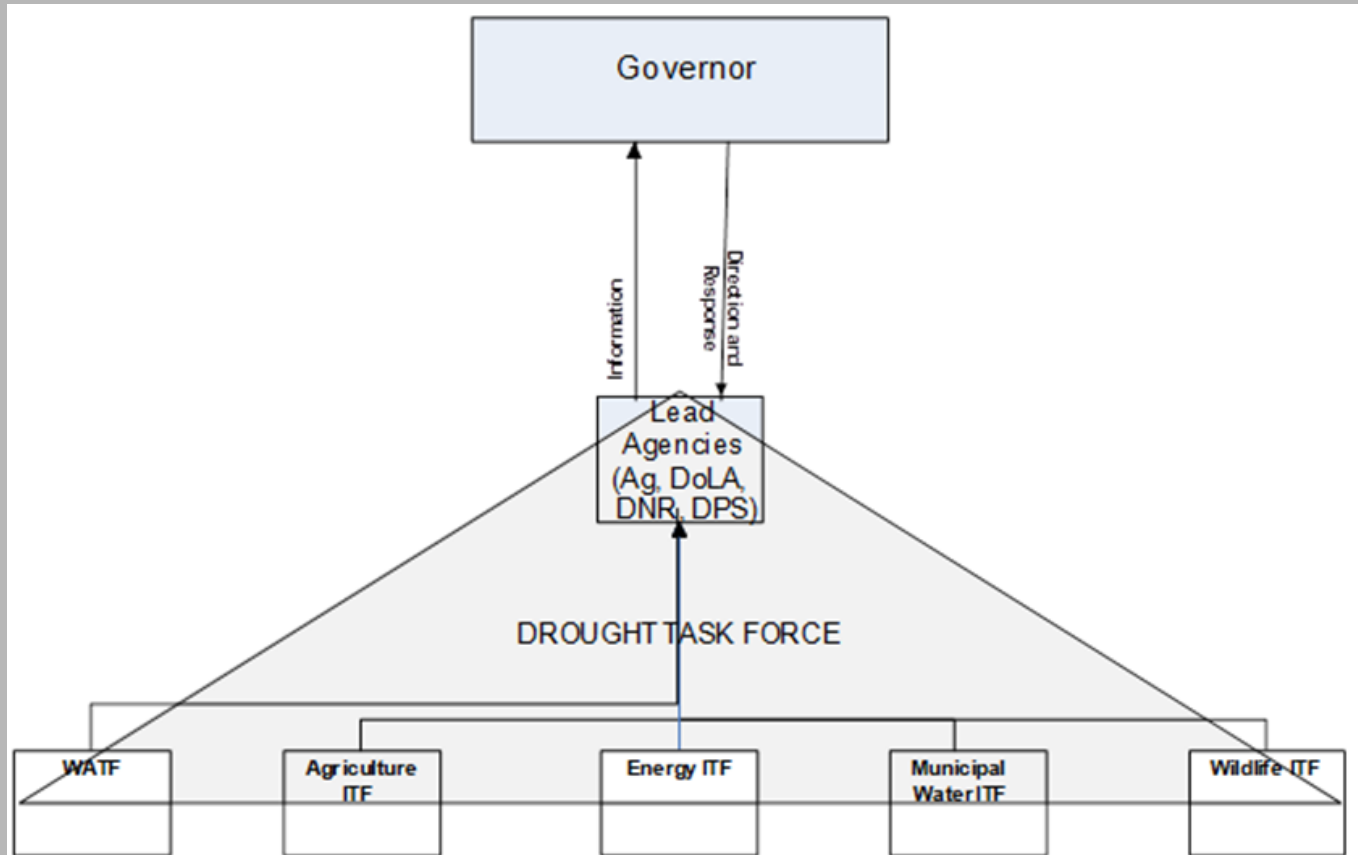 Governor
Information
Direction and
Response
Lead
Agencies
(Ag, DoLA,
DNR, DPS)
DROUGHT TASK FORCE
WATF
Agriculture
ITF
Energy ITF
Municipal
Water ITF
Wildlife ITF